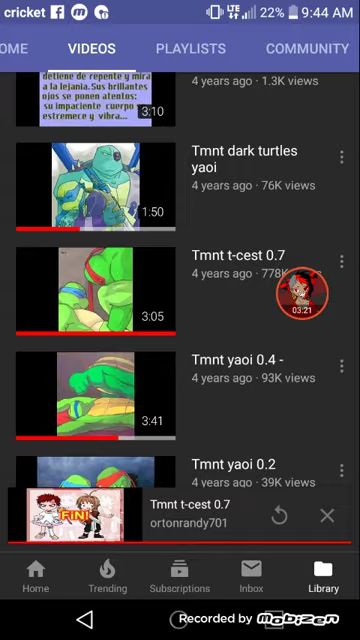 cricket LTE 22% 9:44 AM
OME VIDEOS PLAYLISTS COMMUNITY
detiene de repente y mira
a la lejania. Sus brillantes
ojos se ponen atentos:
su impaciente cuerpo
estremece y vibra...
3:10
4 years ago · 1.3K views
Tmnt dark turtles
yaoi
4 years ago · 76K views
1:50
Tmnt t-cest 0.7
4 years ago · 778K
03:21
3:05
Tmnt yaoi 0.4 -
4 years ago · 93K views
3:41
Tmnt yaoi 0.2
4 years ago · 39K views
FiN!
Tmnt t-cest 0.7
ortonrandy701
Home Trending Subscriptions Inbox Library
Recorded by Mobizen